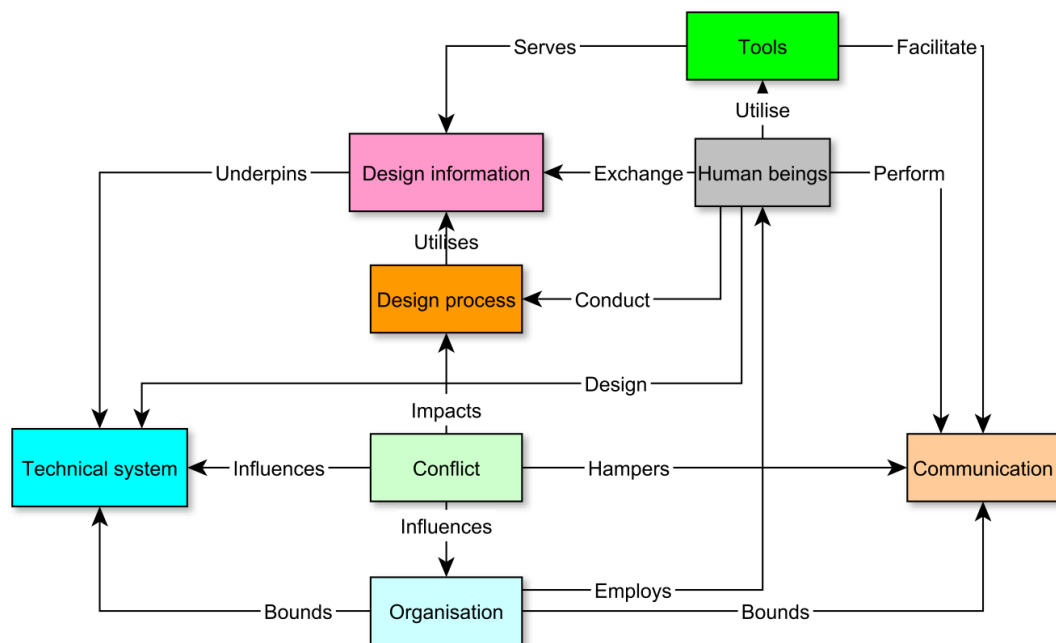 Serves
Tools
Facilitate
Utilise
Underpins
Design information
Exchange
Human beings
Perform
Utilises
Design process
Conduct
Design
Impacts
Technical system
Influences
Conflict
Hampers
Communication
Influences
Employs
Bounds
Organisation
Bounds